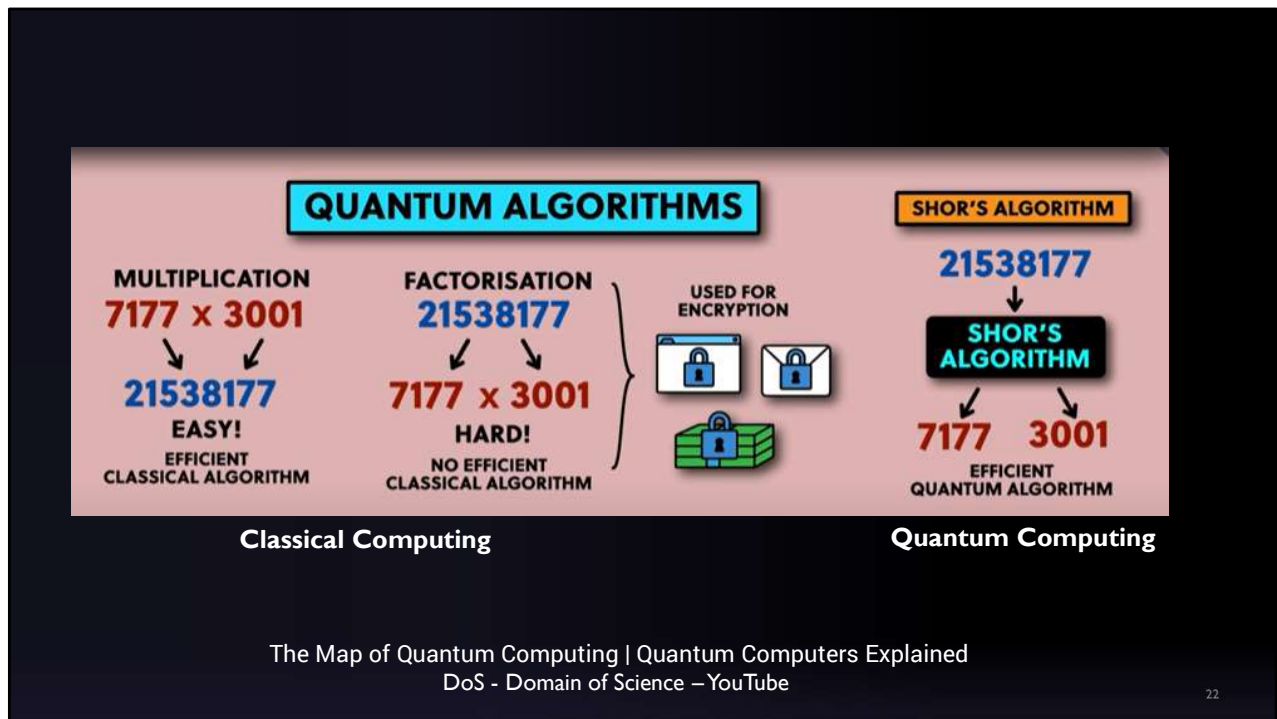 QUANTUM ALGORITHMS
MULTIPLICATION
7177 x 3001
21538177
EASY!
EFFICIENT
CLASSICAL ALGORITHM
FACTORISATION
21538177
7177 x 3001
HARD!
NO EFFICIENT
CLASSICAL ALGORITHM
USED FOR
ENCRYPTION
SHOR'S ALGORITHM
21538177
SHOR'S
ALGORITHM
7177 3001
EFFICIENT
QUANTUM ALGORITHM
Classical Computing
Quantum Computing
The Map of Quantum Computing | Quantum Computers Explained
DoS - Domain of Science – YouTube
22